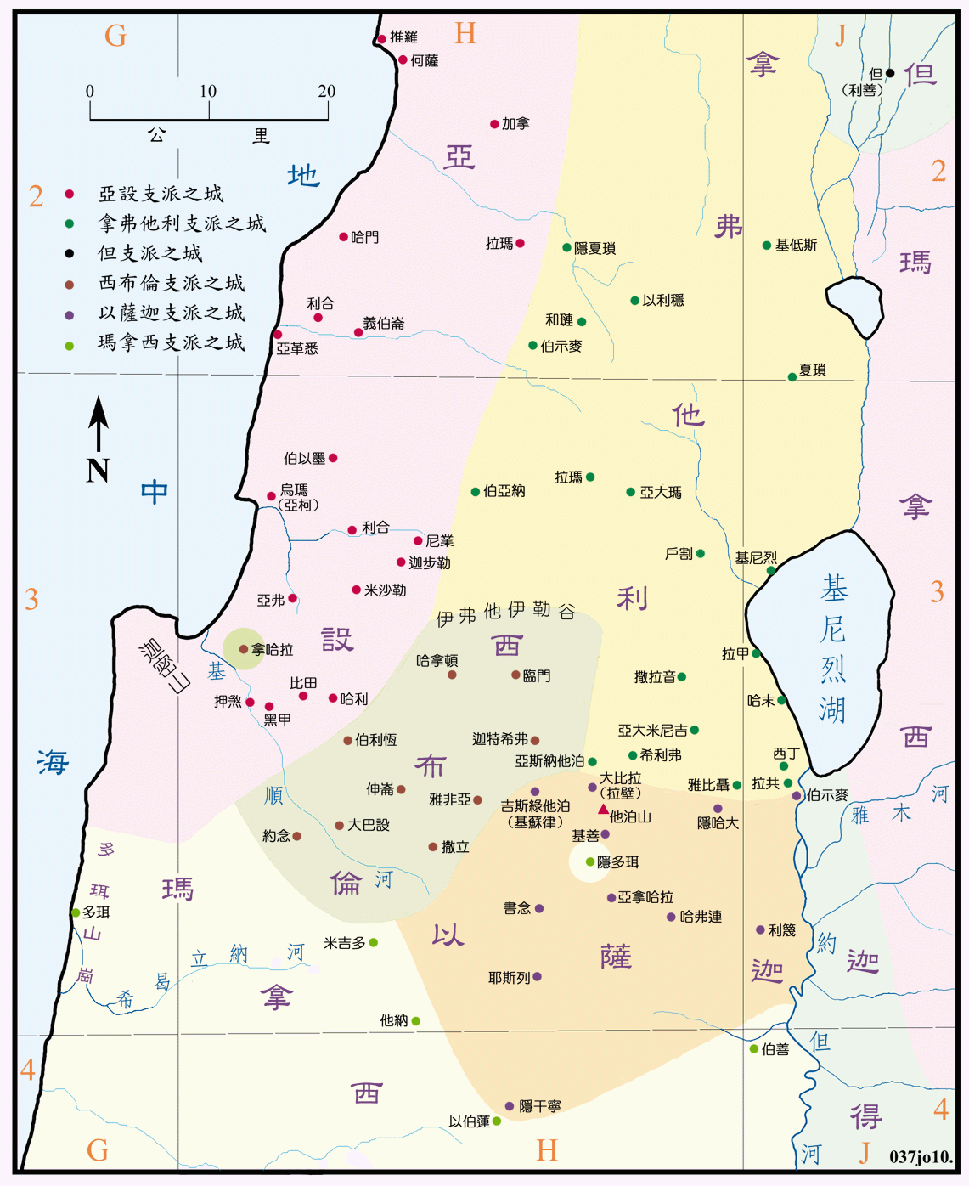 G
H
J
推羅
何薩
拿
但
(利善)
但
0 10 20
公里
加拿
亞
地
2
2
亞設支派之城
拿弗他利支派之城
但支派之城
西布倫支派之城
以薩迦支派之城
瑪拿西支派之城
哈門
拉瑪
隱夏瑣
弗
基低斯
瑪
利合
義伯崙
亞革悉
以利穩
和璉
伯示麥
夏瑣
N
他
中
伯以墨
烏瑪
(亞柯)
伯亞納
拉瑪
亞大瑪
拿
利合
尼業
迦步勒
戶割
基尼烈
3
亞弗
米沙勒
利
基尼烈湖
3
伊弗他伊勒谷
設
西
迦密山
拿哈拉
基
哈拿頓
臨門
拉甲
撒拉音
哈末
押煞
黑甲
比田
哈利
西
海
伯利恆
布
迦特希弗
亞大米尼吉
希利弗
亞斯納他泊
西丁
順
伸崙
雅非亞
吉斯綠他泊
(基蘇律)
大比拉
(拉壁)
他泊山
雅比聶
拉共
伯示麥
隱哈大
雅木河
約念
大巴設
撒立
基善
隱多珥
多珥山崗
瑪
倫
河
多珥
書念
亞拿哈拉
哈弗連
利篾
約
米吉多
以
薩
迦
迦
希曷立納河
拿
耶斯列
他納
但
伯善
4
西
隱干寧
以伯蓮
得
4
G
H
河
J
037jo10.